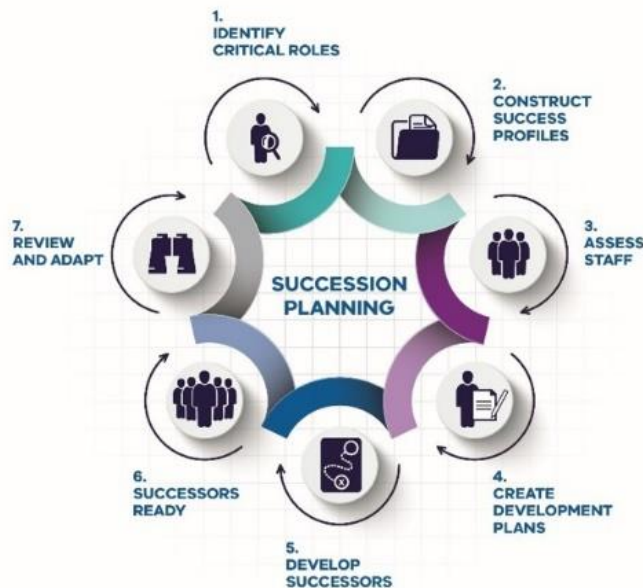 1.
IDENTIFY
CRITICAL ROLES
2.
CONSTRUCT
SUCCESS
PROFILES
3.
ASSESS
STAFF
4.
CREATE
DEVELOPMENT
PLANS
5.
DEVELOP
SUCCESSORS
6.
SUCCESSORS
READY
7.
REVIEW
AND ADAPT
SUCCESSION
PLANNING